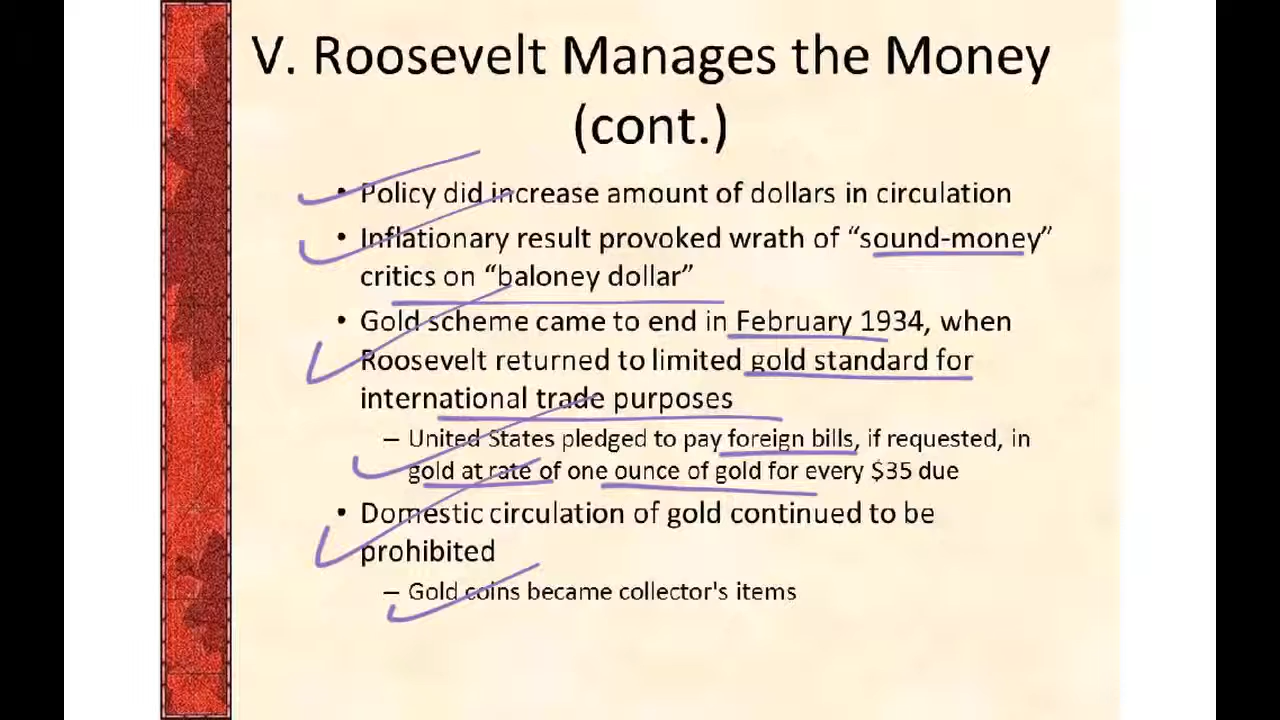 V. Roosevelt Manages the Money
(cont.)
• Policy did increase amount of dollars in circulation
• Inflationary result provoked wrath of “sound-money”
critics on “baloney dollar”
• Gold scheme came to end in February 1934, when
Roosevelt returned to limited gold standard for
international trade purposes
– United States pledged to pay foreign bills, if requested, in
gold at rate of one ounce of gold for every $35 due
• Domestic circulation of gold continued to be
prohibited
– Gold coins became collector's items